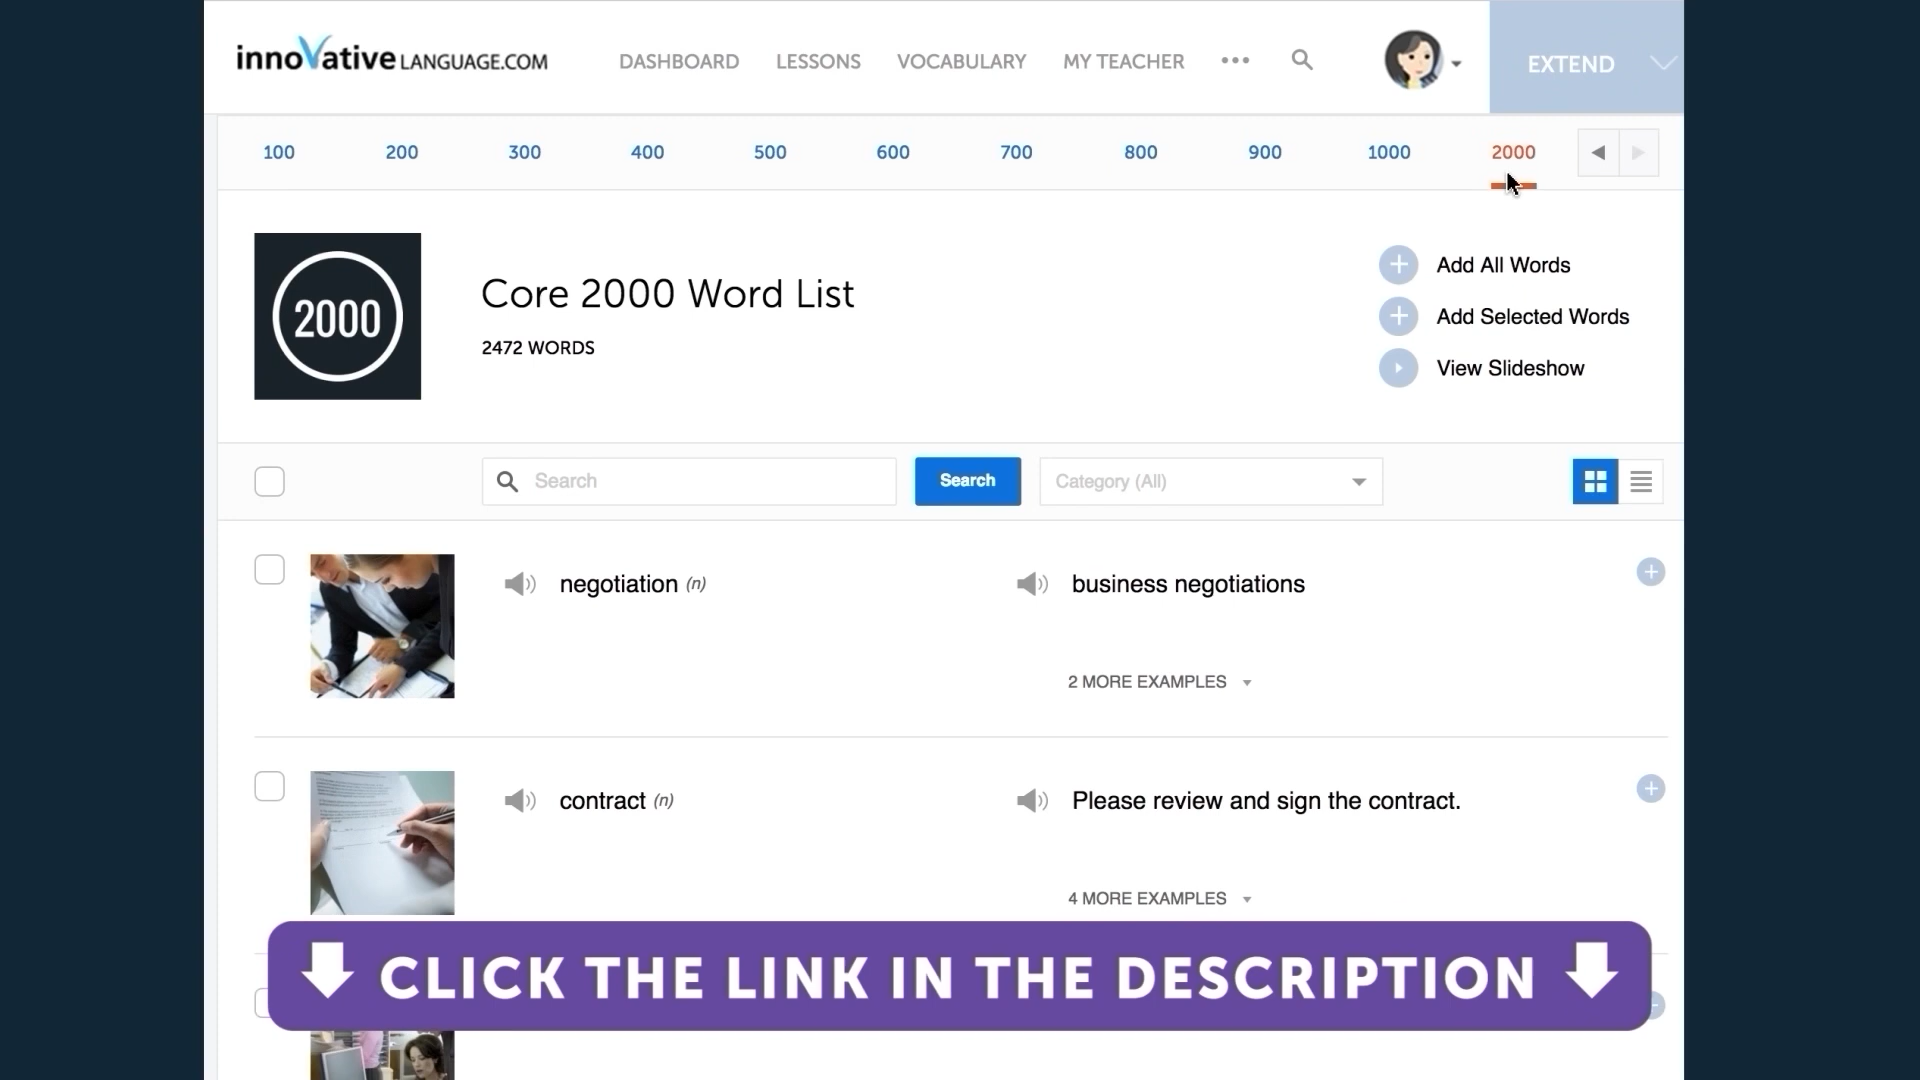 innoVative LANGUAGE.COM
DASHBOARD LESSONS VOCABULARY MY TEACHER EXTEND
100 200 300 400 500 600 700 800 900 1000 2000
2000
Core 2000 Word List
2472 WORDS
Add All Words
Add Selected Words
View Slideshow
Search Search Category (All)
negotiation (n) business negotiations
2 MORE EXAMPLES
contract (n) Please review and sign the contract.
4 MORE EXAMPLES
CLICK THE LINK IN THE DESCRIPTION